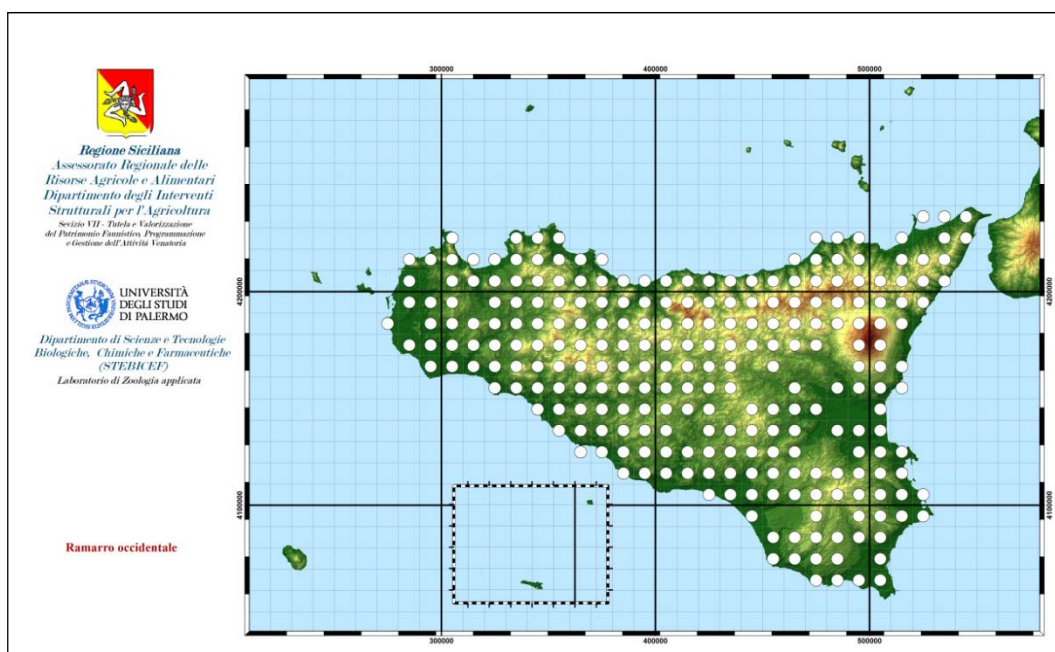 Regione Siciliana
Assessorato Regionale delle
Risorse Agricole e Alimentari
Dipartimento degli Interventi
Strutturali per l'Agricoltura
Sevizio VII - Tutela e Valorizzazione
del Patrimonio Faunistico, Programmazione
e Gestione dell'Attività Venatoria
UNIVERSITÀ
DEGLI STUDI
DI PALERMO
Dipartimento di Scienze e Tecnologie
Biologiche, Chimiche e Farmaceutiche
(STEBICEF)
Laboratorio di Zoologia applicata
Ramarro occidentale
300000 400000 500000
4200000 4200000
4100000 4100000
300000 400000 500000